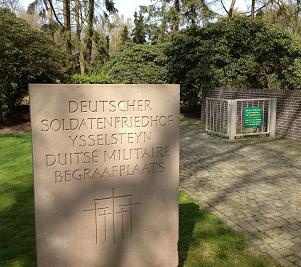 DEUTSCHER
SOLDATENFRIEDHOF
YSSELSTEYN
DUITSE MILITAIRE
BEGRAAFPLAATS